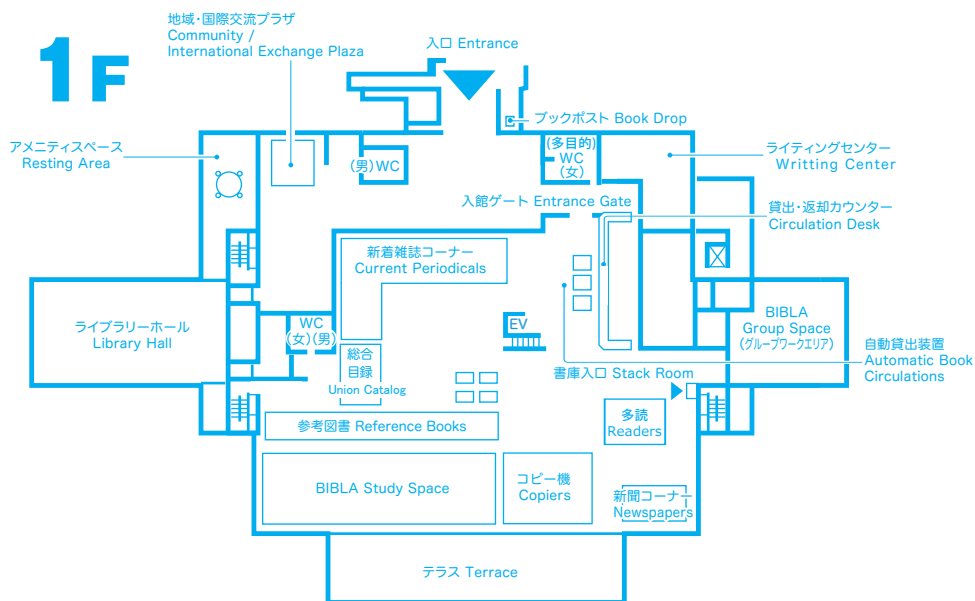 1F
地域・国際交流プラザ
Community /
International Exchange Plaza
入口 Entrance
ブックポスト Book Drop
アメニティスペース
Resting Area
(男)WC
(多目的)
WC
(女)
ライティングセンター
Writting Center
入館ゲート Entrance Gate
貸出・返却カウンター
Circulation Desk
新着雑誌コーナー
Current Periodicals
ライブラリーホール
Library Hall
WC
(女)(男)
EV
BIBLA
Group Space
(グループワークエリア)
総合
目録
Union Catalog
書庫入口 Stack Room
自動貸出装置
Automatic Book
Circulations
参考図書 Reference Books
多読
Readers
BIBLA Study Space
コピー機
Copiers
新聞コーナー
Newspapers
テラス Terrace